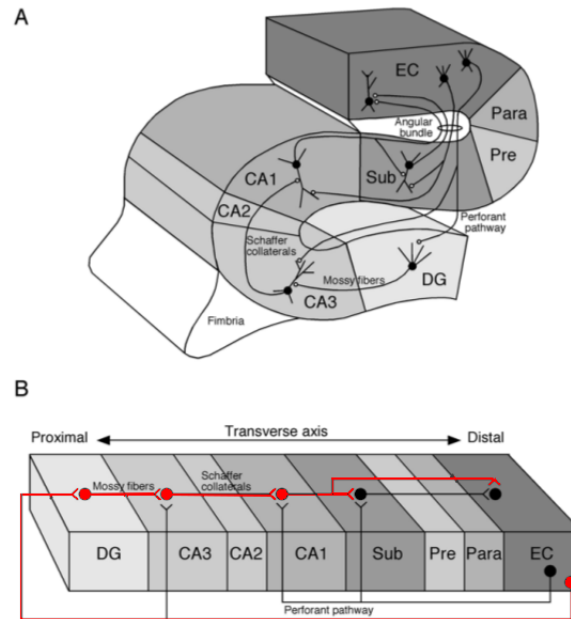 A
EC
Angular
bundle
Para
Pre
CA1
Sub
CA2
Perforant
pathway
Schaffer
collaterals
Mossy fibers
DG
CA3
Fimbria
B
Proximal
Transverse axis
Distal
Mossy fibers
Schaffer
collaterals
DG
CA3
CA2
CA1
Sub
Pre
Para
EC
Perforant pathway